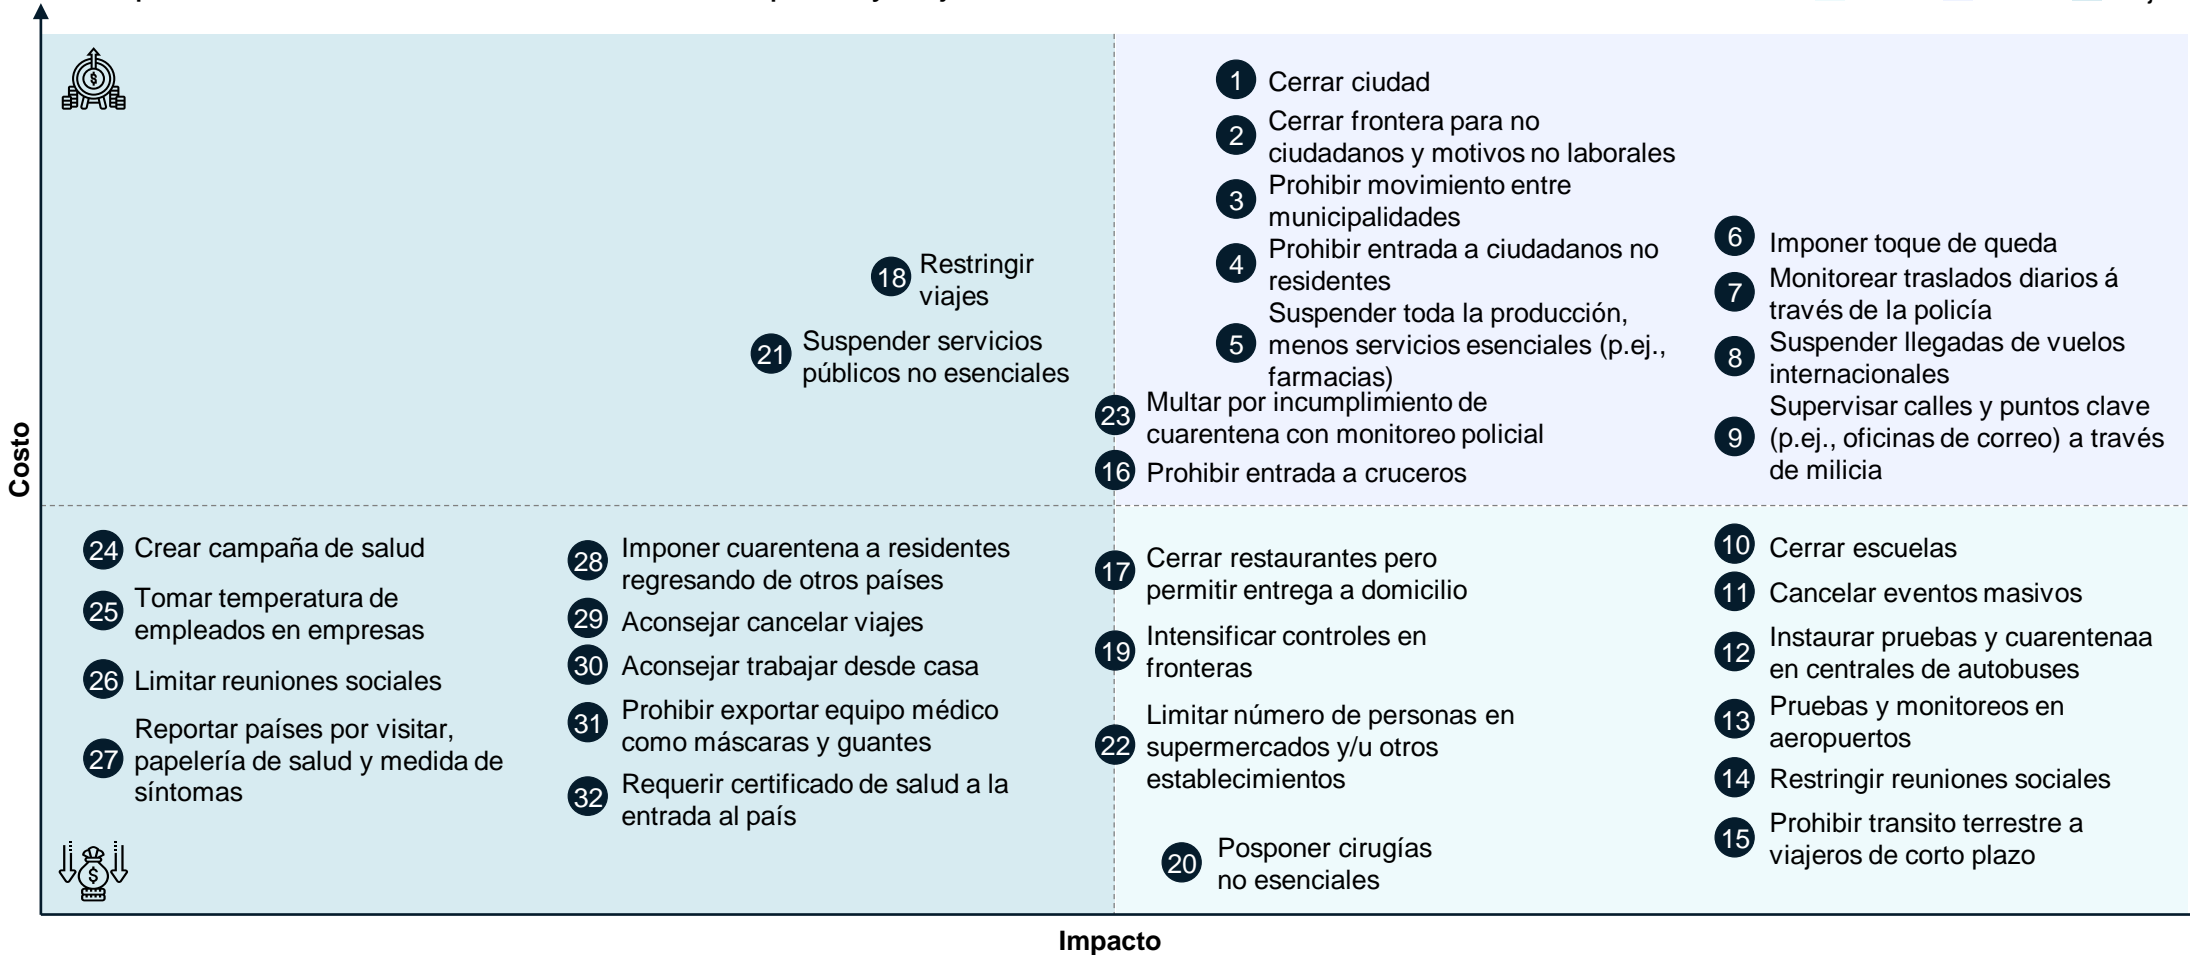 Costo
1 Cerrar ciudad
2 Cerrar frontera para no
ciudadanos y motivos no laborales
3 Prohibir movimiento entre
municipalidades
4 Prohibir entrada a ciudadanos no
residentes
5 Suspender toda la producción,
menos servicios esenciales (p.ej.,
farmacias)
6 Imponer toque de queda
7 Monitorear traslados diarios á
través de la policía
8 Suspender llegadas de vuelos
internacionales
9 Supervisar calles y puntos clave
(p.ej., oficinas de correo) a través
de milicia
18 Restringir
viajes
21 Suspender servicios
públicos no esenciales
23 Multar por incumplimiento de
cuarentena con monitoreo policial
16 Prohibir entrada a cruceros
24 Crear campaña de salud
25 Tomar temperatura de
empleados en empresas
26 Limitar reuniones sociales
27 Reportar países por visitar,
papelería de salud y medida de
síntomas
28 Imponer cuarentena a residentes
regresando de otros países
29 Aconsejar cancelar viajes
30 Aconsejar trabajar desde casa
31 Prohibir exportar equipo médico
como máscaras y guantes
32 Requerir certificado de salud a la
entrada al país
17 Cerrar restaurantes pero
permitir entrega a domicilio
19 Intensificar controles en
fronteras
22 Limitar número de personas en
supermercados y/u otros
establecimientos
20 Posponer cirugías
no esenciales
10 Cerrar escuelas
11 Cancelar eventos masivos
12 Instaurar pruebas y cuarentenaa
en centrales de autobuses
13 Pruebas y monitoreos en
aeropuertos
14 Restringir reuniones sociales
15 Prohibir transito terrestre a
viajeros de corto plazo
Impacto